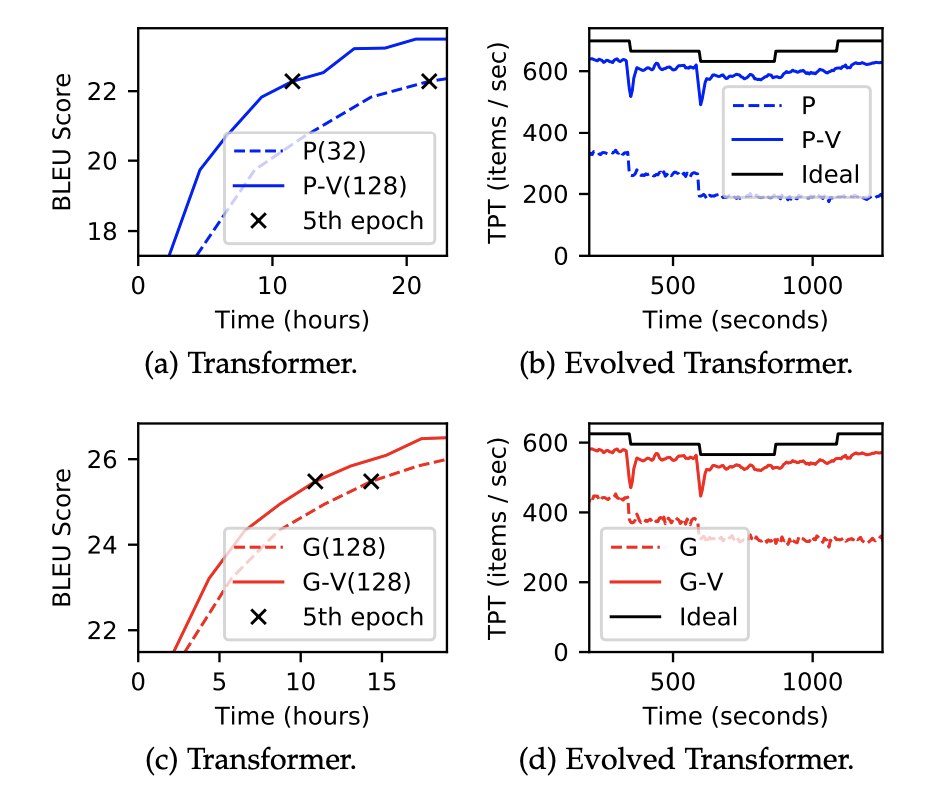 BLEU Score
22
20
18
P(32)
P-V(128)
5th epoch
0
10
20
Time (hours)
(a) Transformer.
TPT (items / sec)
600
400
200
0
P
P-V
Ideal
500
1000
Time (seconds)
(b) Evolved Transformer.
BLEU Score
26
24
22
G(128)
G-V(128)
5th epoch
0
5
10
15
Time (hours)
(c) Transformer.
TPT (items / sec)
600
400
200
0
G
G-V
Ideal
500
1000
Time (seconds)
(d) Evolved Transformer.